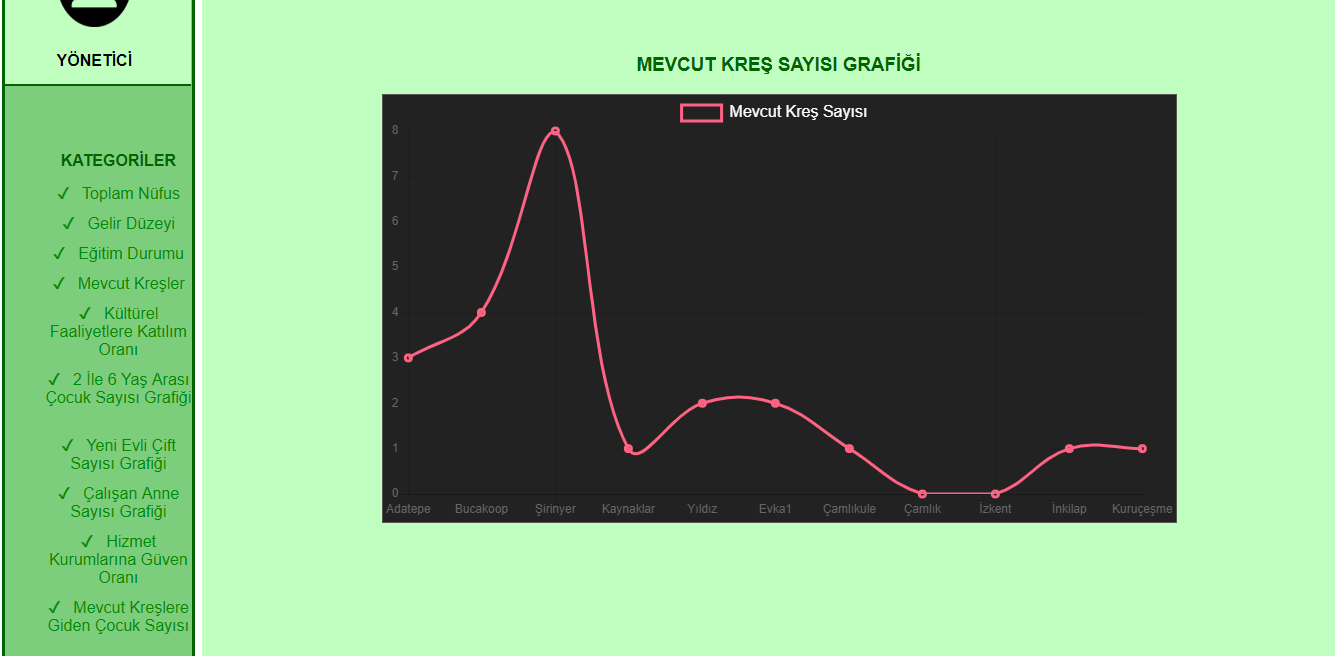 YÖNETİCİ
KATEGORİLER
✓ Toplam Nüfus
✓ Gelir Düzeyi
✓ Eğitim Durumu
✓ Mevcut Kreşler
✓ Kültürel
Faaliyetlere Katılım
Oranı
✓ 2 İle 6 Yaş Arası
Çocuk Sayısı Grafiği
✓ Yeni Evli Çift
Sayısı Grafiği
✓ Çalışan Anne
Sayısı Grafiği
✓ Hizmet
Kurumlarına Güven
Oranı
✓ Mevcut Kreşlere
Giden Çocuk Sayısı
MEVCUT KREŞ SAYISI GRAFİĞİ
Mevcut Kreş Sayısı
8
7
6
5
4
3
2
1
0
Adatepe Bucakoop Şirinyer Kaynaklar Yıldız Evka1 Çamlıkule Çamlık İzkent İnkilap Kuruçeşme